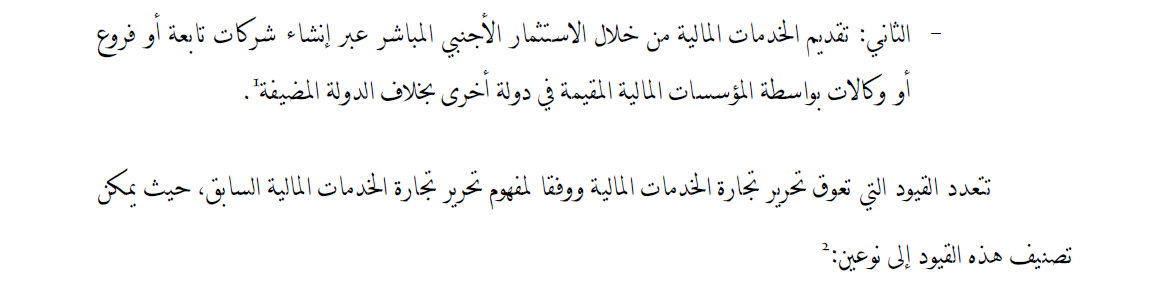 - الثاني: تقديم الخدمات المالية من خلال الاستثمار الأجنبي المباشر عبر إنشاء شركات تابعة أو فروع
أو وكالات بواسطة المؤسسات المالية المقيمة في دولة أخرى بخلاف الدولة المضيفة¹.
تتعدد القيود التي تعوق تحرير تجارة الخدمات المالية ووفقا لمفهوم تحرير تجارة الخدمات المالية السابق، حيث يمكن
تصنيف هذه القيود إلى نوعين:²